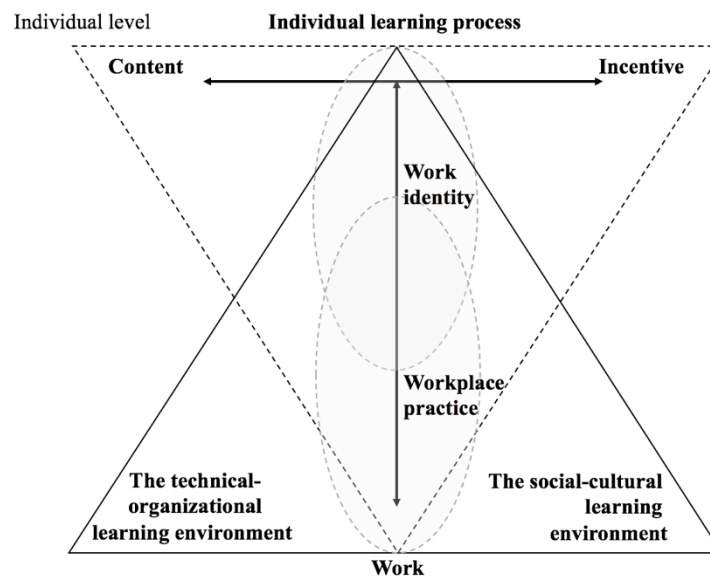 Individual level
Individual learning process
Content
Incentive
Work
identity
Workplace
practice
The technical-
organizational
learning environment
The social-cultural
learning
environment
Work